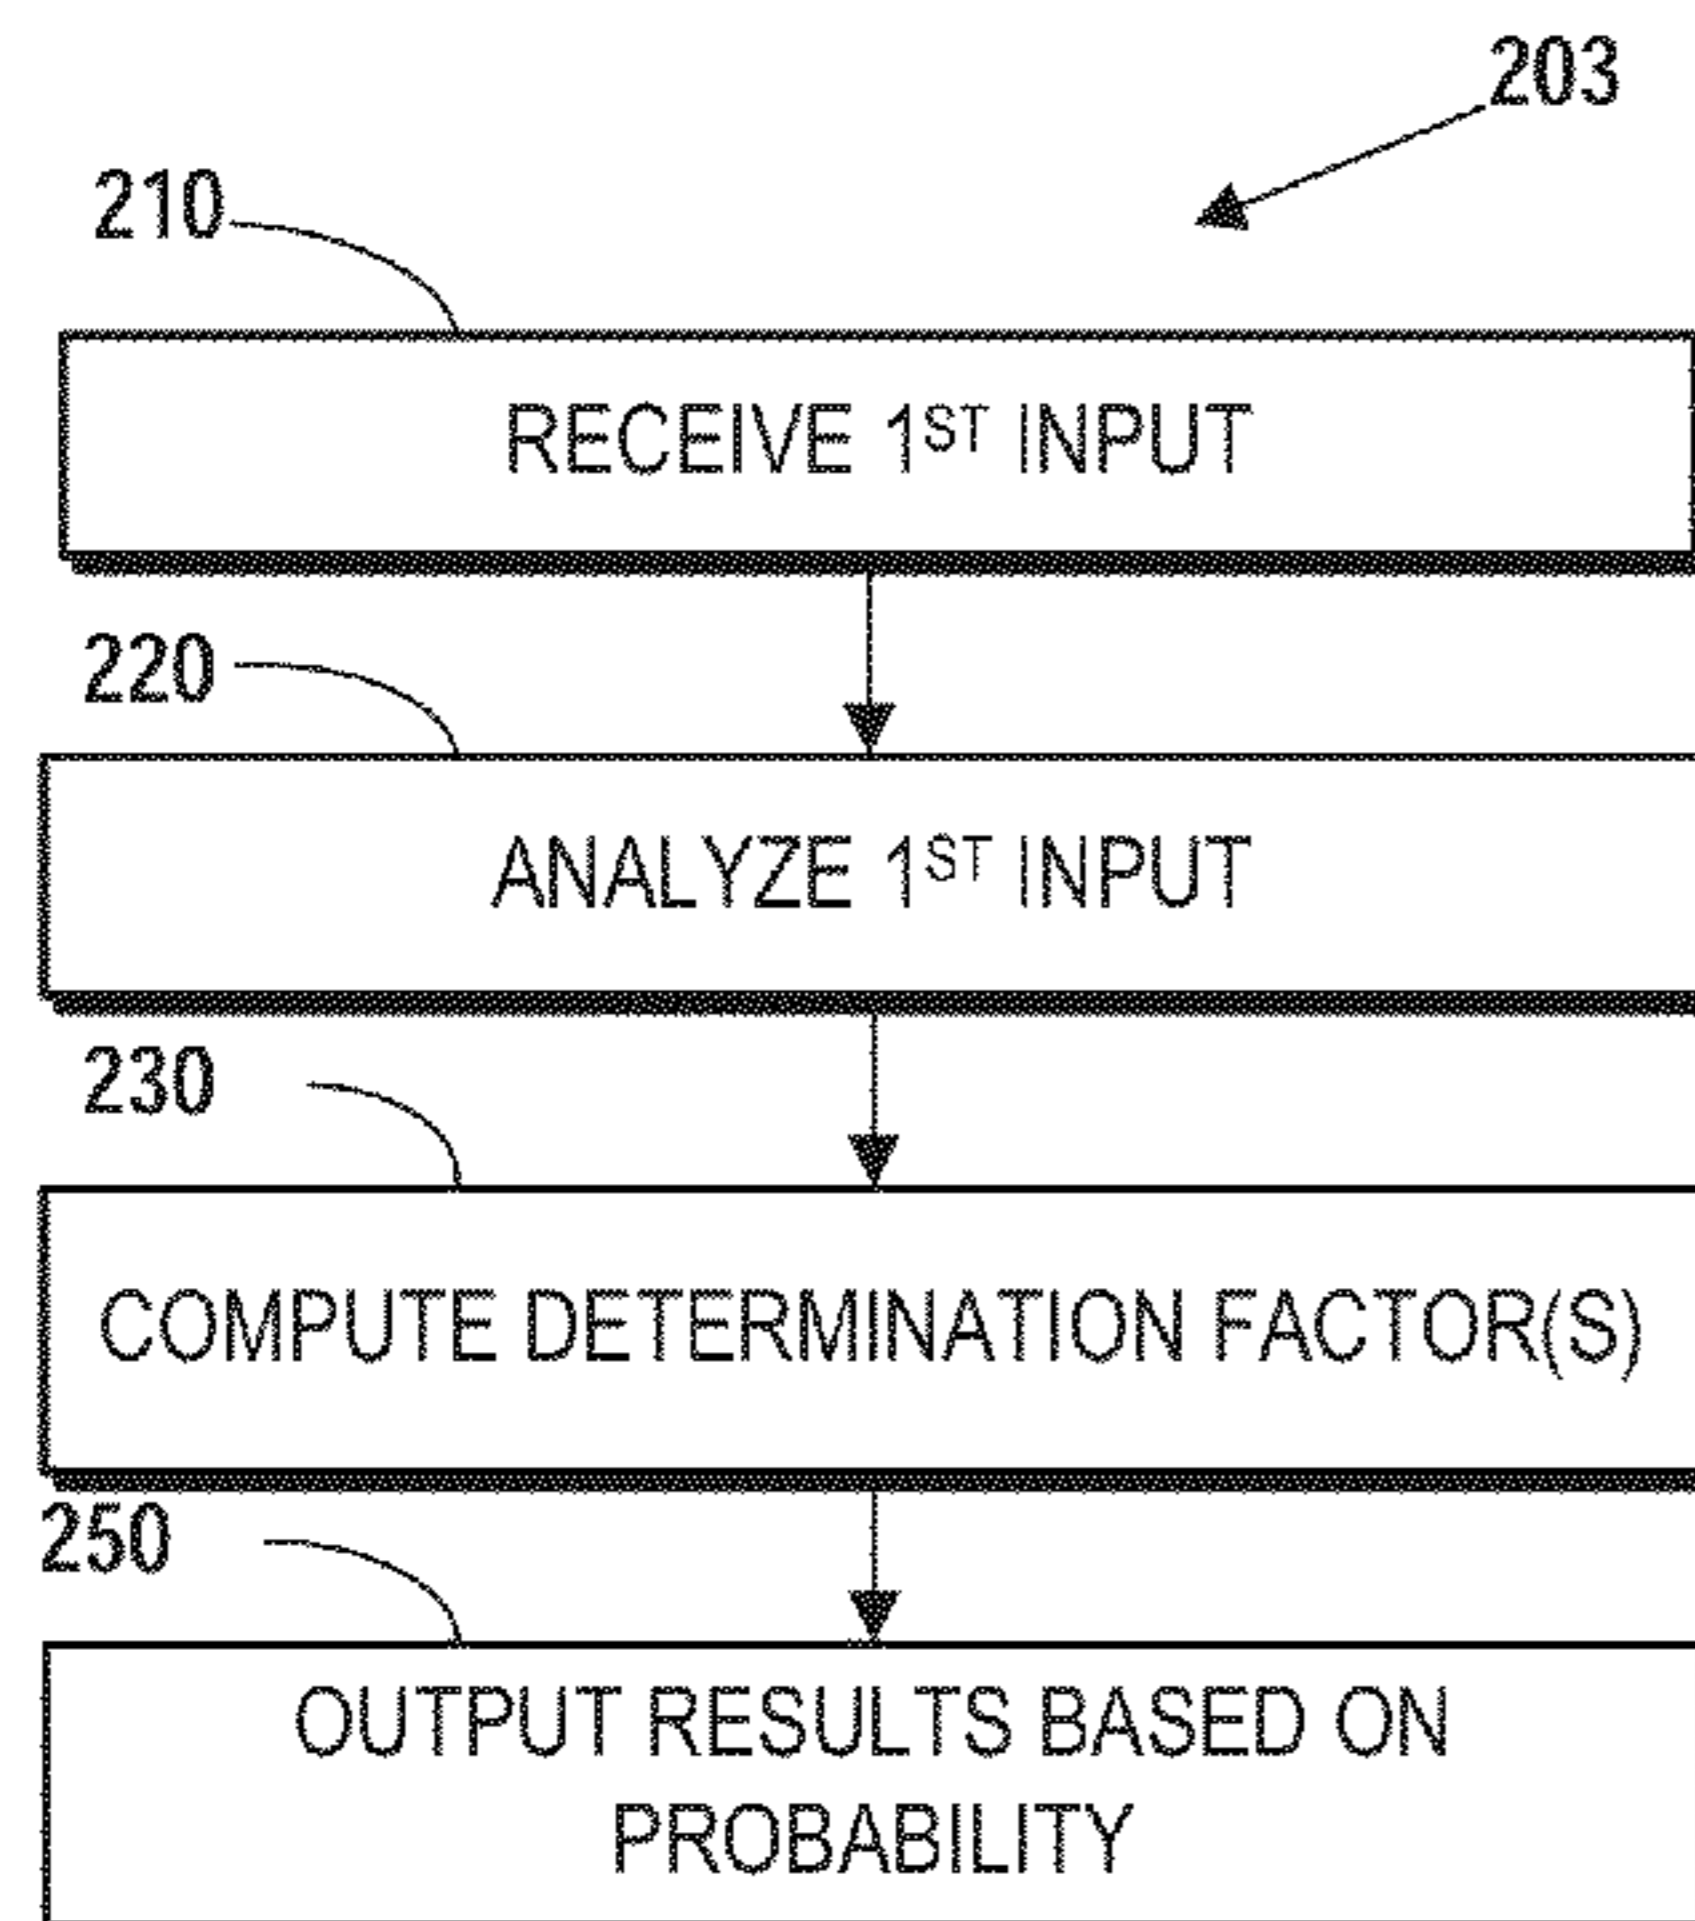 203
210
RECEIVE 1ST INPUT
220
ANALYZE 1ST INPUT
230
COMPUTE DETERMINATION FACTOR(S)
250
OUTPUT RESULTS BASED ON
PROBABILITY